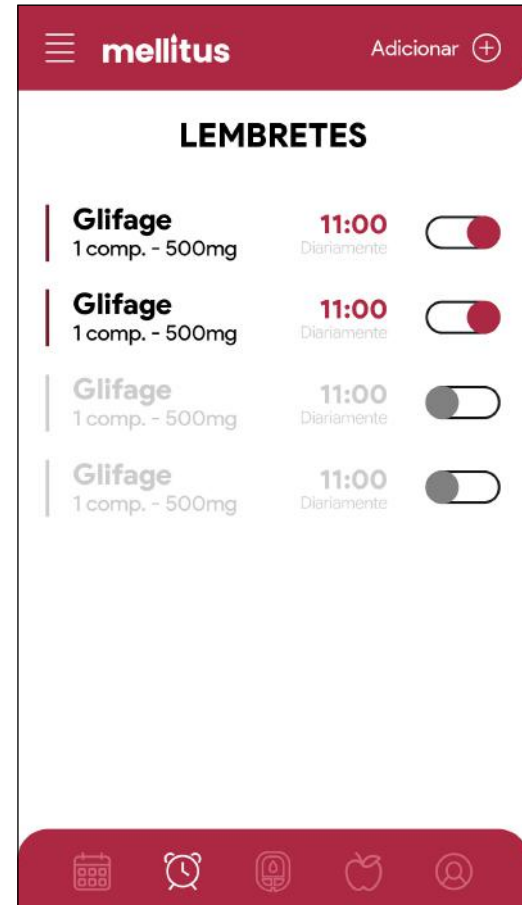 mellitus
Adicionar
LEMBRETES
Glifage
1 comp. - 500mg
11:00
Diariamente
Glifage
1 comp. - 500mg
11:00
Diariamente
Glifage
1 comp. - 500mg
11:00
Diariamente
Glifage
1 comp. - 500mg
11:00
Diariamente